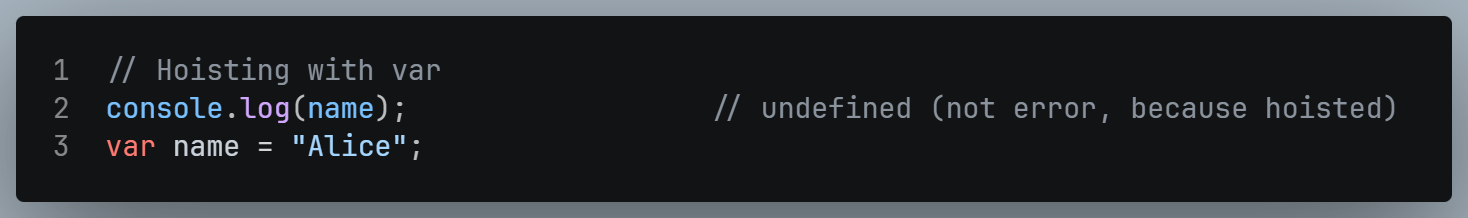 1 // Hoisting with var
2 console.log(name); // undefined (not error, because hoisted)
3 var name = "Alice";